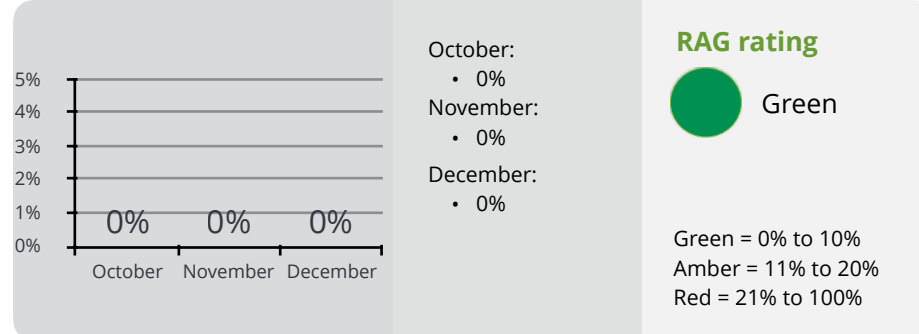 5%
4%
3%
2%
1%
0%
0% 0% 0%
October November December
October:
• 0%
November:
• 0%
December:
• 0%
RAG rating
Green
Green = 0% to 10%
Amber = 11% to 20%
Red = 21% to 100%